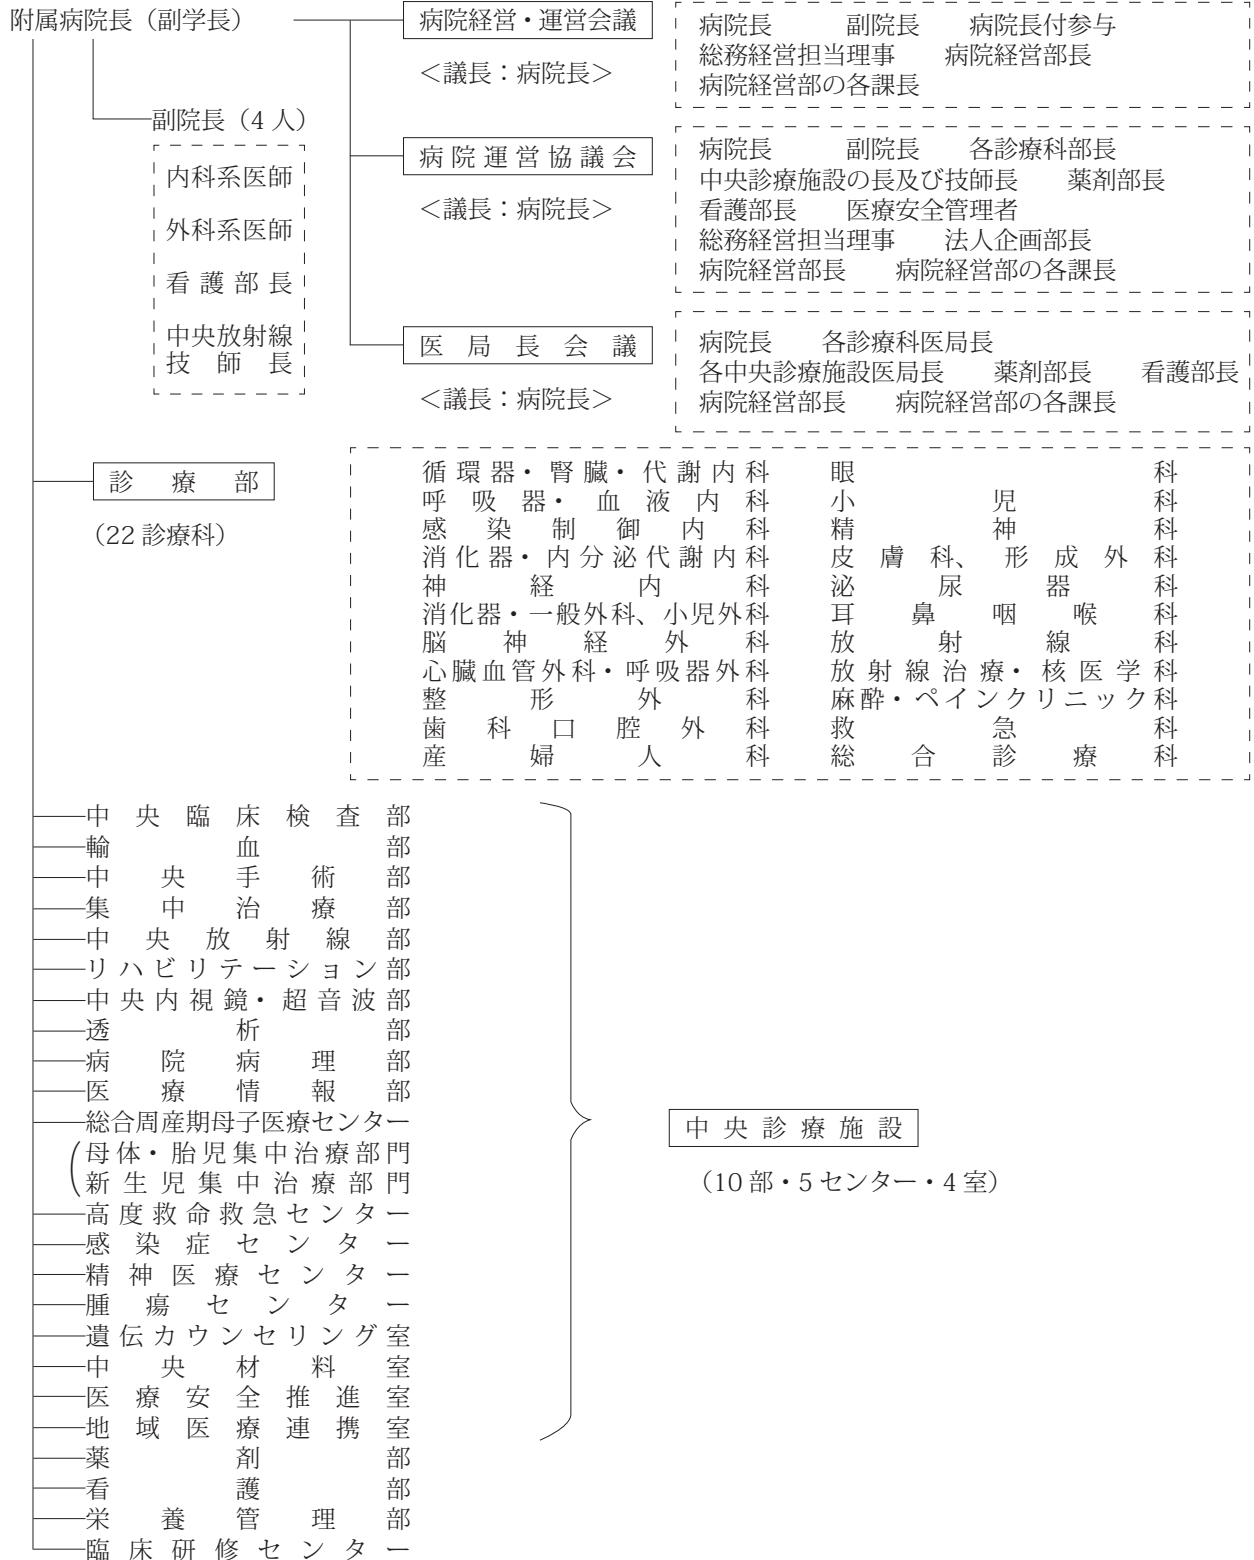 附属病院長（副学長）
副院長（4 人）
内科系医師
外科系医師
看護部長
中央放射線
技師長
病院経営・運営会議
＜議長：病院長＞
病院長　副院長　病院長付参与
総務経営担当理事　病院経営部長
病院経営部の各課長
病院運営協議会
＜議長：病院長＞
病院長　副院長　各診療科部長
中央診療施設の長及び技師長　薬剤部長
看護部長　医療安全管理者
総務経営担当理事　法人企画部長
病院経営部長　病院経営部の各課長
医局長会議
＜議長：病院長＞
病院長　各診療科医局長
各中央診療施設医局長　薬剤部長　看護部長
病院経営部長　病院経営部の各課長
診療部
（22 診療科）
循環器・腎臓・代謝内科　眼科
呼吸器・血液内科　小児科
感染制御内科　精神科
消化器・内分泌代謝内科　皮膚科、形成外科
神経内科　泌尿器科
消化器・一般外科、小児外科　耳鼻咽喉科
脳神経外科　放射線科
心臓血管外科・呼吸器外科　放射線治療・核医学科
整形外科　麻酔・ペインクリニック科
歯科口腔外科　救急科
産婦人科　総合診療科
中央臨床検査部
輸血部
中央手術部
集中治療部
中央放射線部
リハビリテーション部
中央内視鏡・超音波部
透析部
病院病理部
医療情報部
総合周産期母子医療センター
母体・胎児集中治療部門
新生児集中治療部門
高度救命救急センター
感染症センター
精神医療センター
腫瘍センター
遺伝カウンセリング室
中央材料室
医療安全推進室
地域医療連携室
中央診療施設
（10 部・5 センター・4 室）
薬剤部
看護部
栄養管理部
臨床研修センター